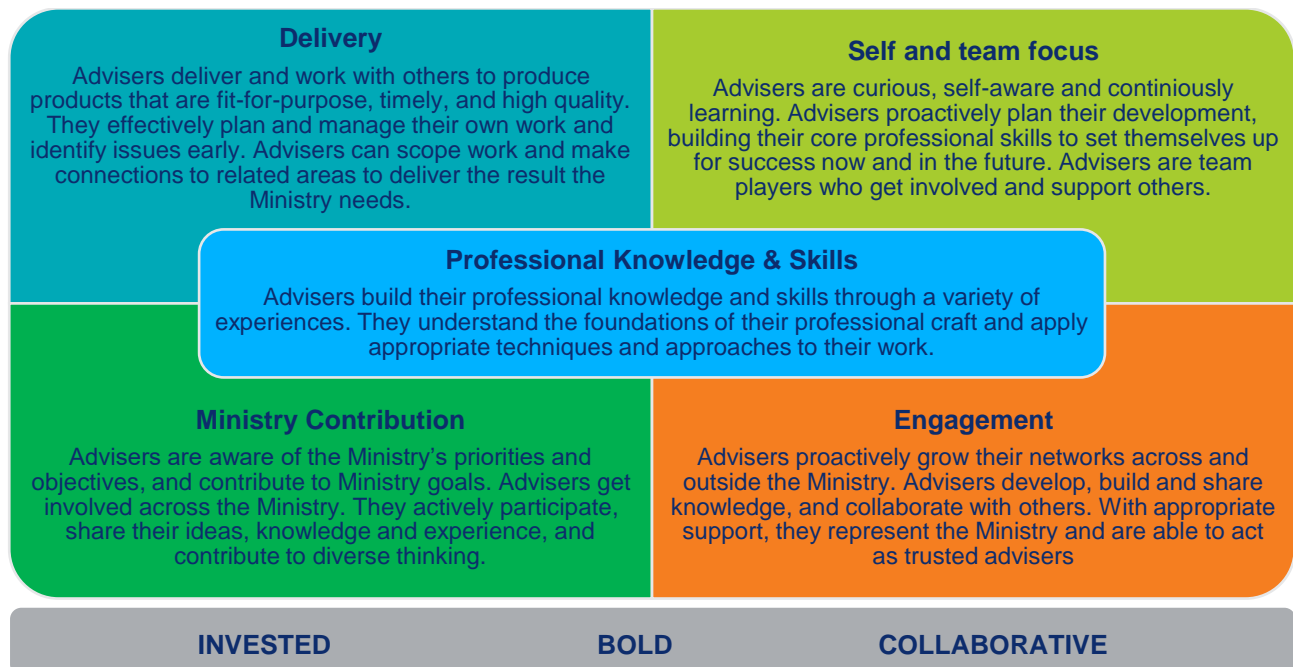 Delivery
Advisers deliver and work with others to produce
products that are fit-for-purpose, timely, and high quality.
They effectively plan and manage their own work and
identify issues early. Advisers can scope work and make
connections to related areas to deliver the result the
Ministry needs.
Self and team focus
Advisers are curious, self-aware and continiously
learning. Advisers proactively plan their development,
building their core professional skills to set themselves up
for success now and in the future. Advisers are team
players who get involved and support others.
Professional Knowledge & Skills
Advisers build their professional knowledge and skills through a variety of
experiences. They understand the foundations of their professional craft and apply
appropriate techniques and approaches to their work.
Ministry Contribution
Advisers are aware of the Ministry's priorities and
objectives, and contribute to Ministry goals. Advisers get
involved across the Ministry. They actively participate,
share their ideas, knowledge and experience, and
contribute to diverse thinking.
Engagement
Advisers proactively grow their networks across and
outside the Ministry. Advisers develop, build and share
knowledge, and collaborate with others. With appropriate
support, they represent the Ministry and are able to act
as trusted advisers
INVESTED BOLD COLLABORATIVE